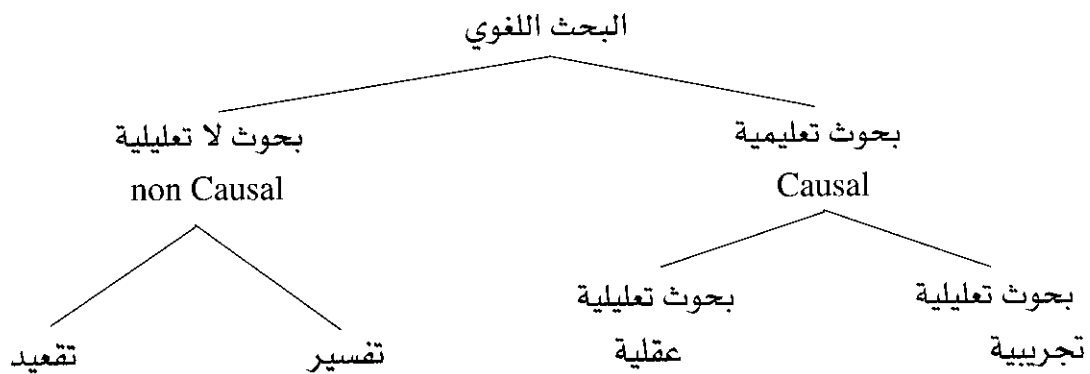 البحث اللغوي
بحوث تعليمية
Causal
بحوث لا تعليلية
non Causal
بحوث تعليلية
تجريبية
بحوث تعليلية
عقلية
تفسير
تقعيد